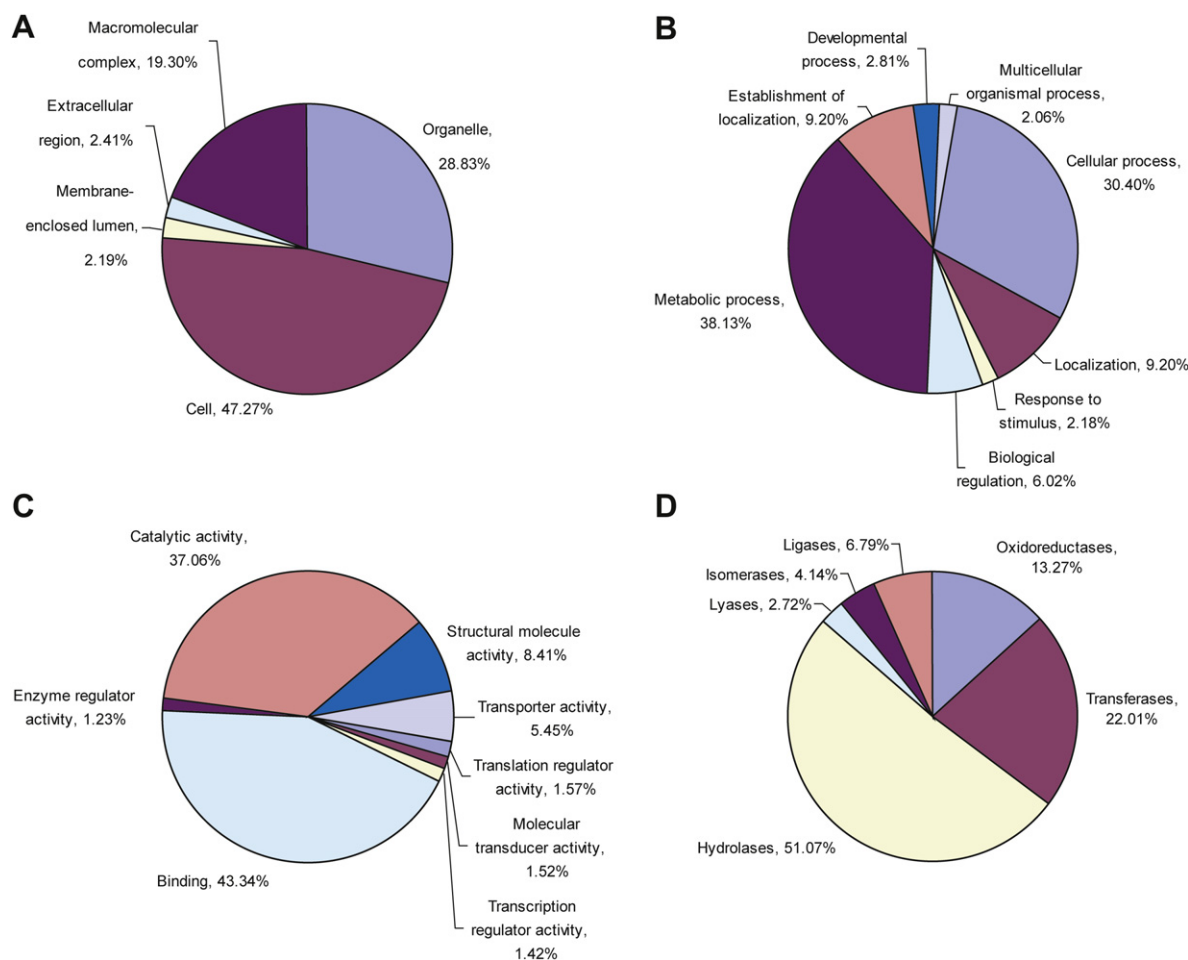 A
Macromolecular
complex, 19.30%
Extracellular
region, 2.41%
Membrane-
enclosed lumen,
2.19%
Organelle,
28.83%
Cell, 47.27%
B
Developmental
process, 2.81%
Multicellular
organismal process,
2.06%
Establishment of
localization, 9.20%
Cellular process,
30.40%
Metabolic process,
38.13%
Localization, 9.20%
Response to
stimulus, 2.18%
Biological
regulation, 6.02%
C
Catalytic activity,
37.06%
Structural molecule
activity, 8.41%
Enzyme regulator
activity, 1.23%
Transporter activity,
5.45%
Translation regulator
activity, 1.57%
Molecular
transducer activity,
1.52%
Binding, 43.34%
Transcription
regulator activity,
1.42%
D
Ligases, 6.79%
Oxidoreductases,
13.27%
Isomerases, 4.14%
Lyases, 2.72%
Transferases,
22.01%
Hydrolases, 51.07%